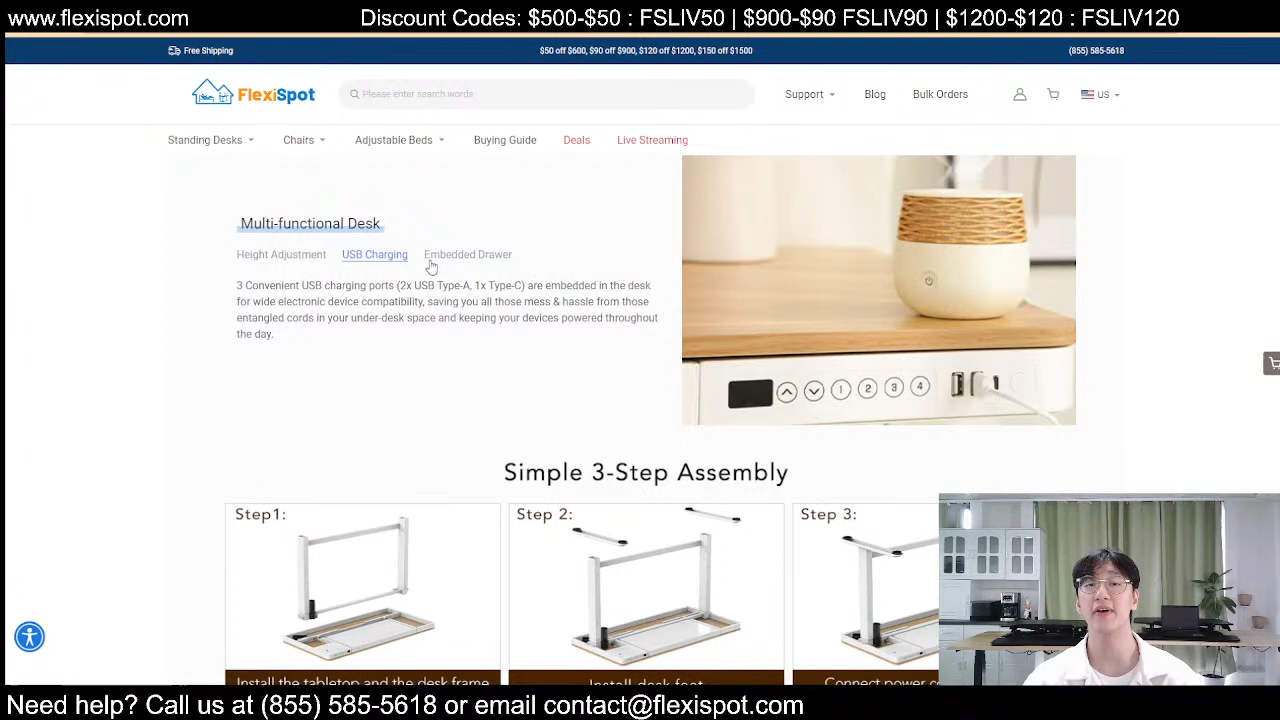 www.flexispot.com
Discount Codes: $500-$50 : FSLIV50 | $900-$90 FSLIV90 | $1200-$120 : FSLIV120
Free Shipping
$50 off $600, $90 off $900, $120 off $1200, $150 off $1500
(855) 585-5618
FlexiSpot
Please enter search words
Support
Blog
Bulk Orders
US
Standing Desks
Chairs
Adjustable Beds
Buying Guide
Deals
Live Streaming
Multi-functional Desk
Height Adjustment
USB Charging
Embedded Drawer
3 Convenient USB charging ports (2x USB Type-A, 1x Type-C) are embedded in the desk
for wide electronic device compatibility, saving you all those mess & hassle from those
entangled cords in your under-desk space and keeping your devices powered throughout
the day.
1 2 3 4
Simple 3-Step Assembly
Step1:
Step 2:
Step 3:
Install the tabletop and the desk frame
Install desk feet
Connect power
Need help? Call us at (855) 585-5618 or email contact@flexispot.com